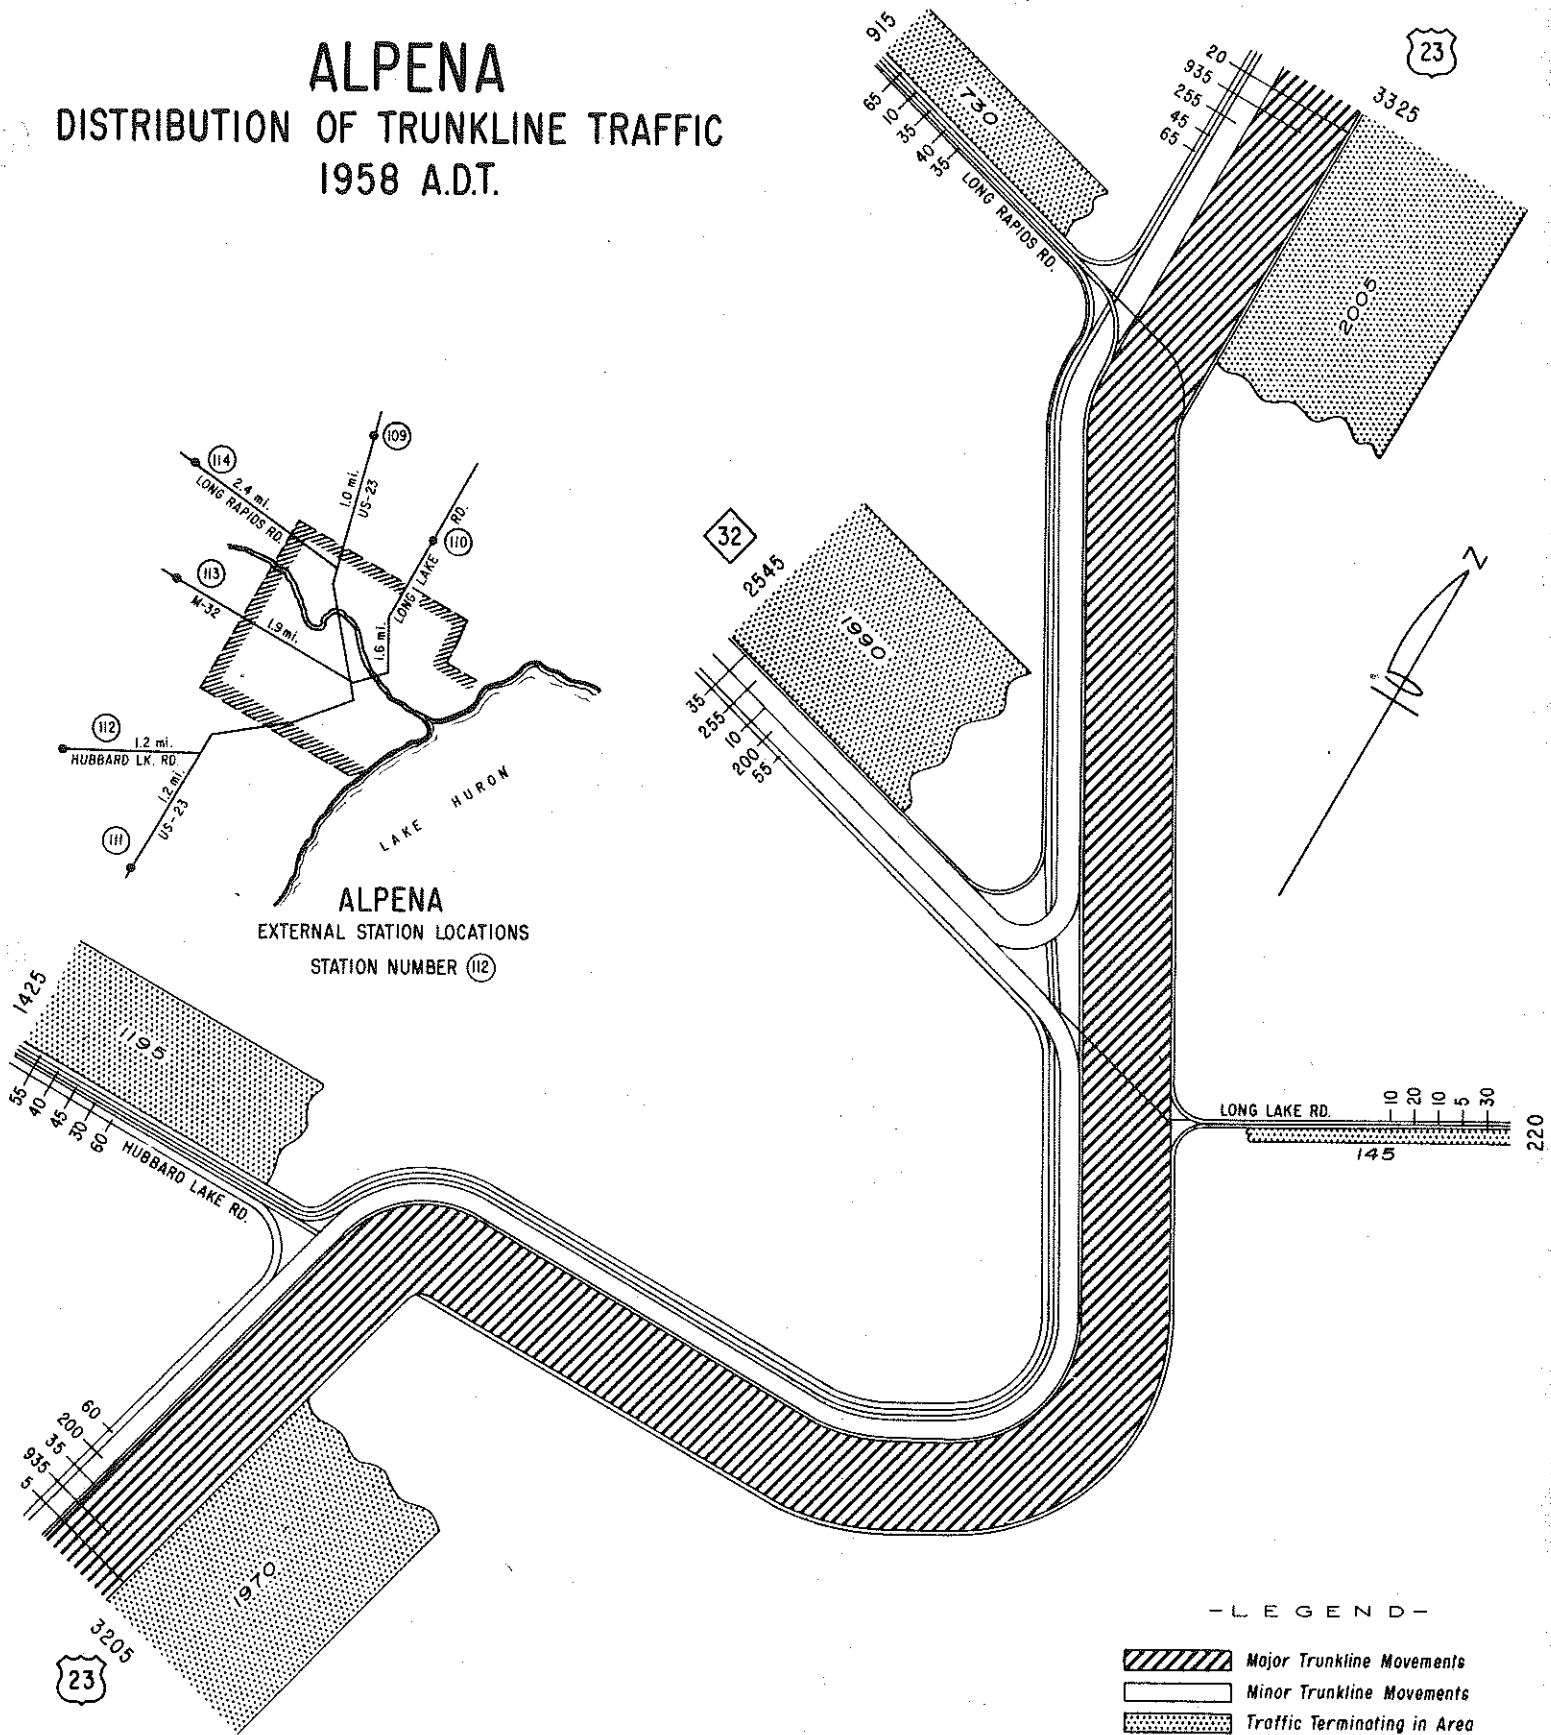 ALPENA
DISTRIBUTION OF TRUNKLINE TRAFFIC
1958 A.D.T.
915
730
65
10
35
40
35
LONG RAPIDS RD.
23
20
935
255
45
65
3325
2005
114
2.4 mi.
LONG RAPIDS RD.
109
1.0 mi.
US-23
110
LONG LAKE RD.
113
M-32
1.9 mi.
1.6 mi.
112
1.2 mi.
HUBBARD LK. RD.
1.2 mi.
US-23
111
LAKE HURON
ALPENA
EXTERNAL STATION LOCATIONS
STATION NUMBER 112
32
2545
1990
35
255
10
200
55
N
1425
1195
55
40
45
30
60
HUBBARD LAKE RD.
LONG LAKE RD.
10
20
10
5
30
220
145
60
200
35
935
5
1970
3205
23
-LEGEND-
Major Trunkline Movements
Minor Trunkline Movements
Traffic Terminating in Area